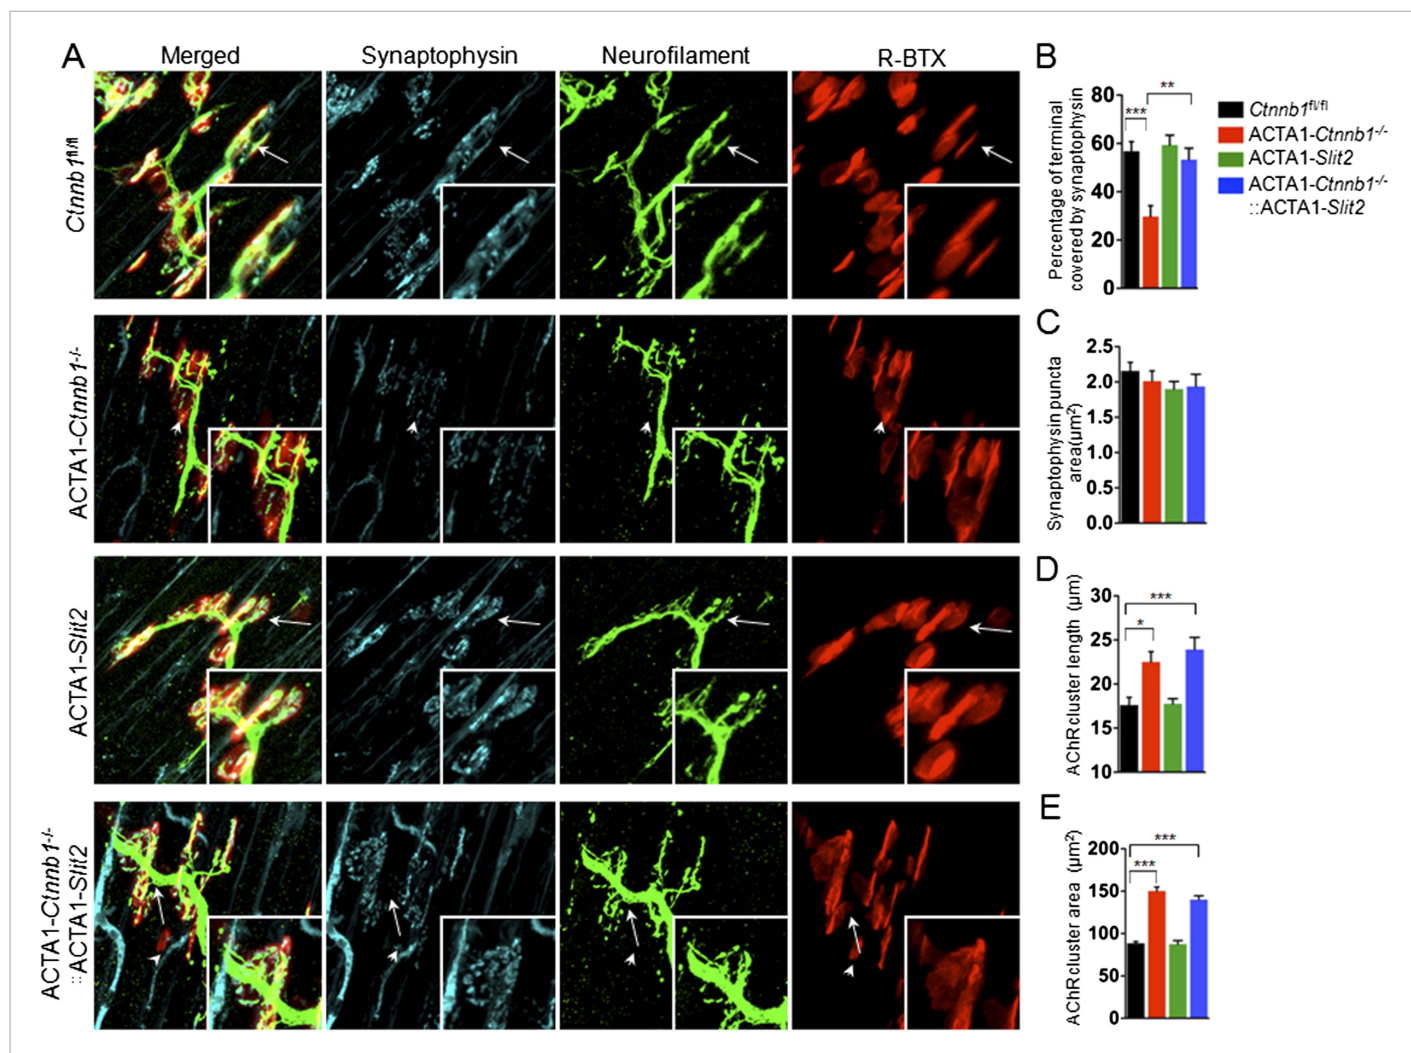 A
Merged
Synaptophysin
Neurofilament
R-BTX
Ctnnb1fl/fl
ACTA1-Ctnnb1-/-
ACTA1-Slit2
ACTA1-Ctnnb1-/-
::ACTA1-Slit2
B
Percentage of terminal
covered by synaptophysin
80
60
40
20
0
***
**
Ctnnb1fl/fl
ACTA1-Ctnnb1-/-
ACTA1-Slit2
ACTA1-Ctnnb1-/-
::ACTA1-Slit2
C
Synaptophysin puncta
area(μm²)
2.5
2.0
1.5
1.0
0.5
0.0
D
AChR cluster length (μm)
30
25
20
15
10
***
*
E
AChR cluster area (μm²)
200
150
100
50
0
***
***